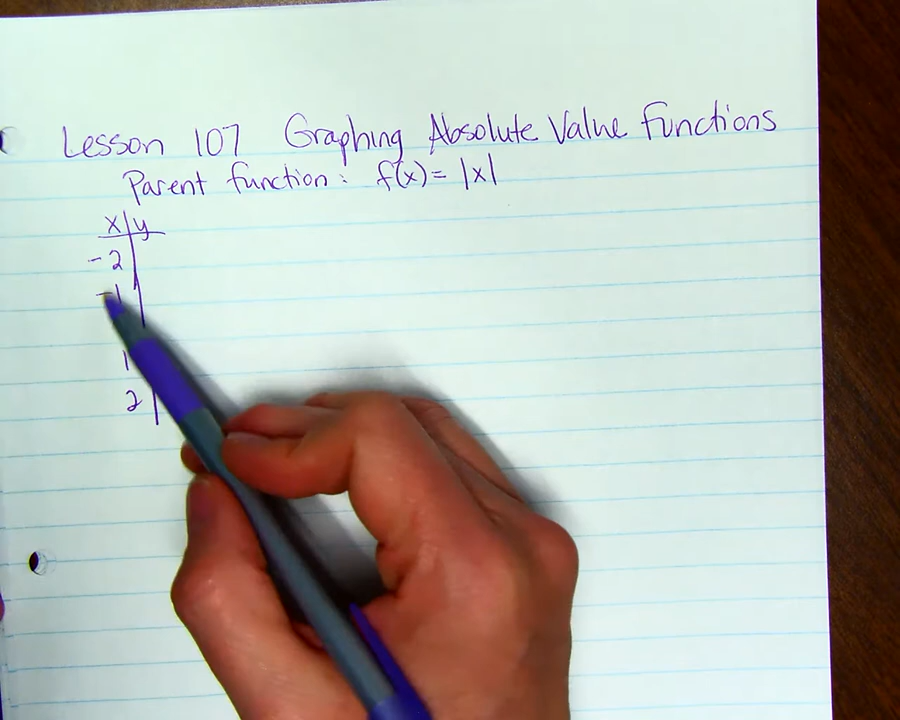 Lesson 107 Graphing Absolute Value Functions
Parent function: f(x) = |x|
x | y
-2
-1
1
2